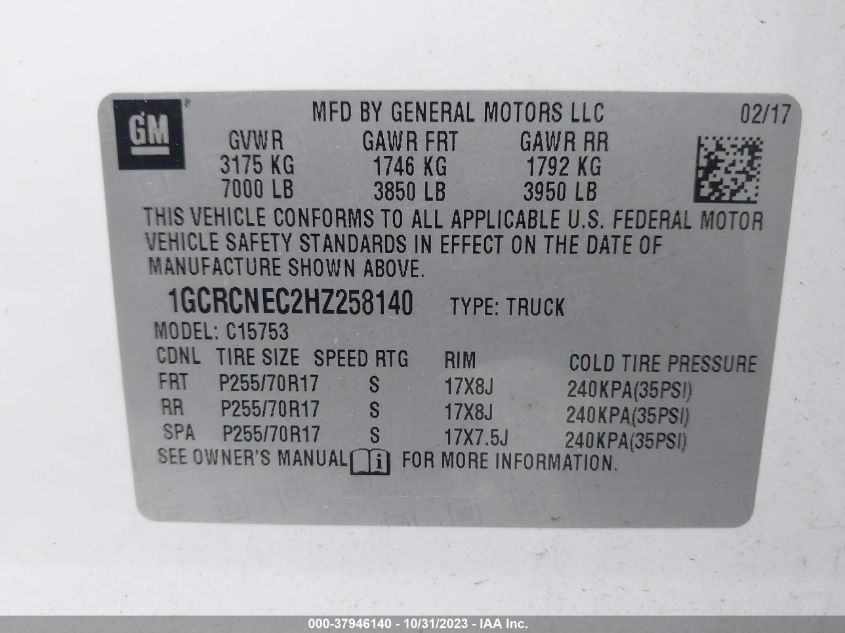 GM
MFD BY GENERAL MOTORS LLC 02/17
GVWR GAWR FRT GAWR RR
3175 KG 1746 KG 1792 KG
7000 LB 3850 LB 3950 LB
THIS VEHICLE CONFORMS TO ALL APPLICABLE U.S. FEDERAL MOTOR
VEHICLE SAFETY STANDARDS IN EFFECT ON THE DATE OF
MANUFACTURE SHOWN ABOVE.
1GCRCNEC2HZ258140 TYPE: TRUCK
MODEL: C15753
CDNL TIRE SIZE SPEED RTG RIM COLD TIRE PRESSURE
FRT P255/70R17 S 17X8J 240KPA(35PSI)
RR P255/70R17 S 17X8J 240KPA(35PSI)
SPA P255/70R17 S 17X7.5J 240KPA(35PSI)
SEE OWNER'S MANUAL FOR MORE INFORMATION.
000-37946140 - 10/31/2023 - IAA Inc.